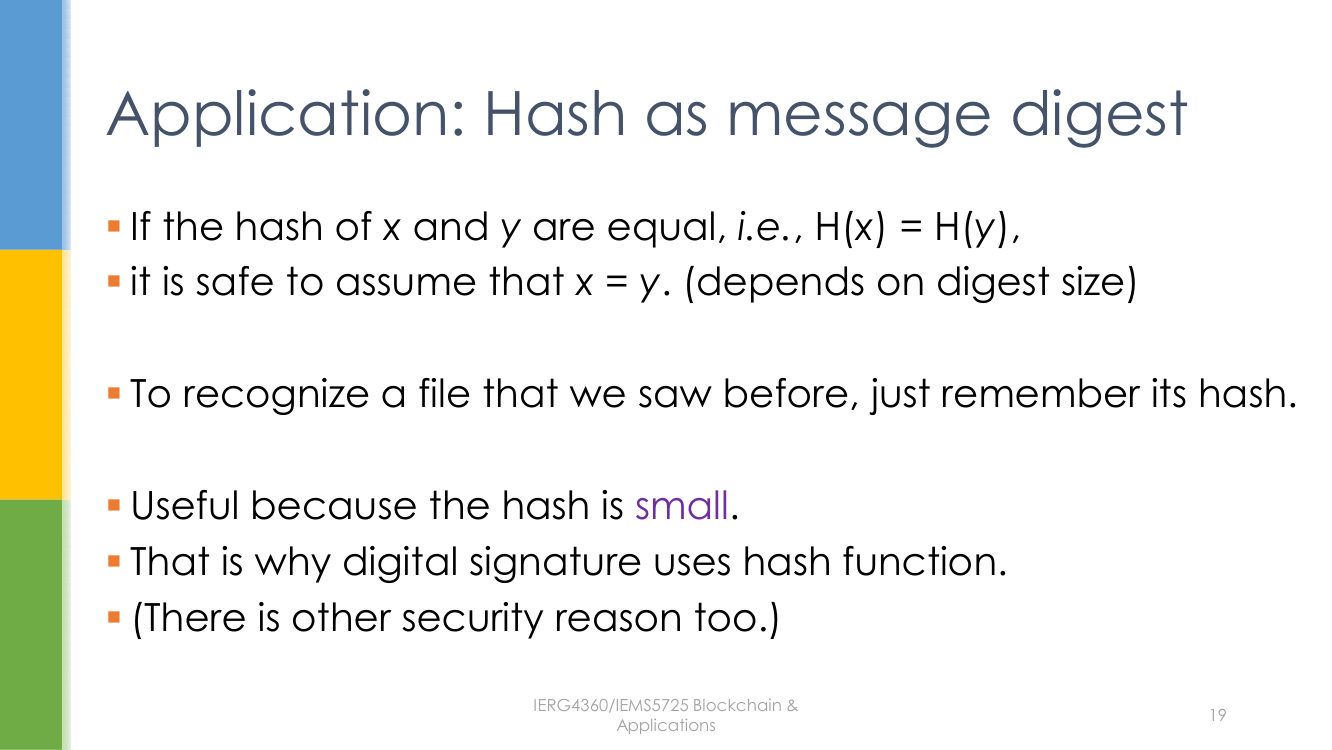 Application: Hash as message digest
If the hash of x and y are equal, i.e., H(x) = H(y),
it is safe to assume that x = y. (depends on digest size)
To recognize a file that we saw before, just remember its hash.
Useful because the hash is small.
That is why digital signature uses hash function.
(There is other security reason too.)
IERG4360/IEMS5725 Blockchain &
Applications
19